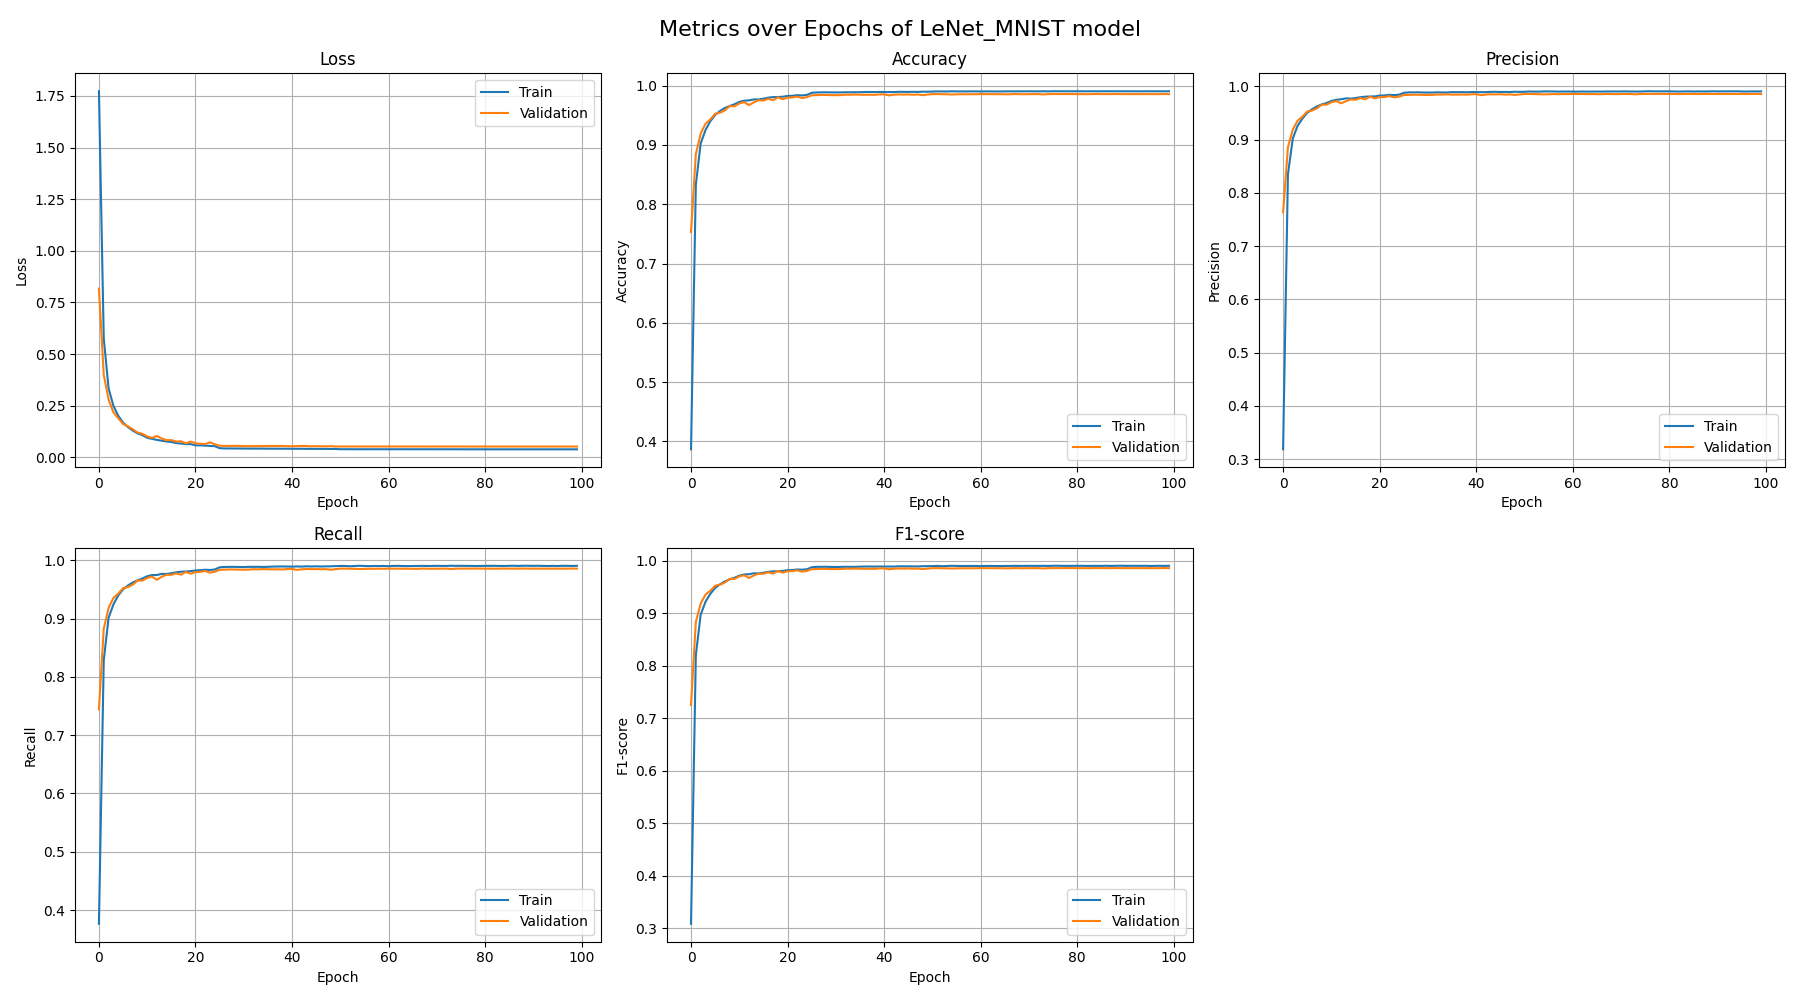 Metrics over Epochs of LeNet_MNIST model
Loss
1.75
1.50
1.25
1.00
0.75
0.50
0.25
0.00
Loss
0 20 40 60 80 100
Epoch
Train
Validation
Accuracy
1.0
0.9
0.8
0.7
0.6
0.5
0.4
Accuracy
0 20 40 60 80 100
Epoch
Train
Validation
Precision
1.0
0.9
0.8
0.7
0.6
0.5
0.4
0.3
Precision
0 20 40 60 80 100
Epoch
Train
Validation
Recall
1.0
0.9
0.8
0.7
0.6
0.5
0.4
Recall
0 20 40 60 80 100
Epoch
Train
Validation
F1-score
1.0
0.9
0.8
0.7
0.6
0.5
0.4
0.3
F1-score
0 20 40 60 80 100
Epoch
Train
Validation